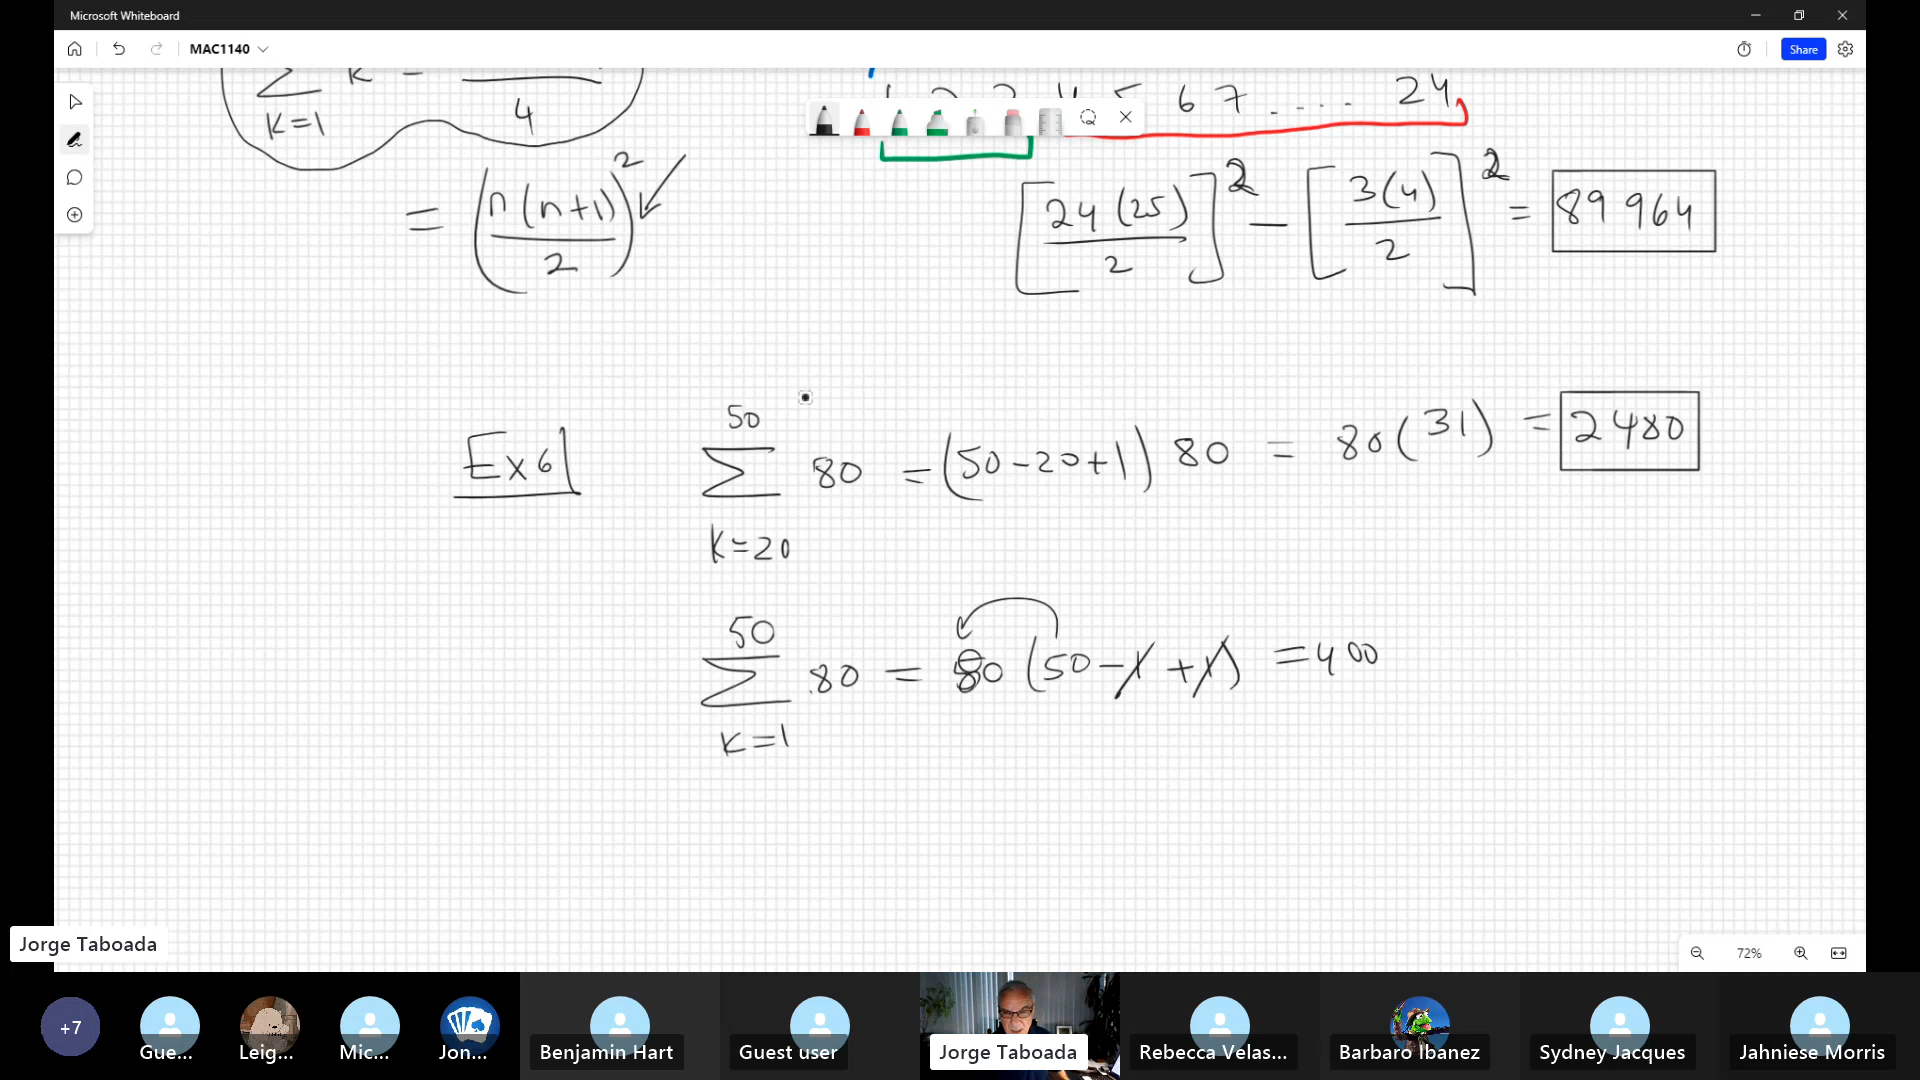 Microsoft Whiteboard
MAC1140
Share
∑ K = 
K=1
4
6 7 ..... 24
= (n(n+1)/2)²
[24(25)/2]² − [3(4)/2]² = 89 964
Ex 6
50
∑ 80 = (50-20+1) 80 = 80(31) = 2480
K=20
50
∑ 80 = 80 (50-1+1) = 400
K=1
72%
Jorge Taboada
+7
Gue...
Leig...
Mic...
Jon...
Benjamin Hart
Guest user
Jorge Taboada
Rebecca Velas...
Barbaro Ibanez
Sydney Jacques
Jahniese Morris